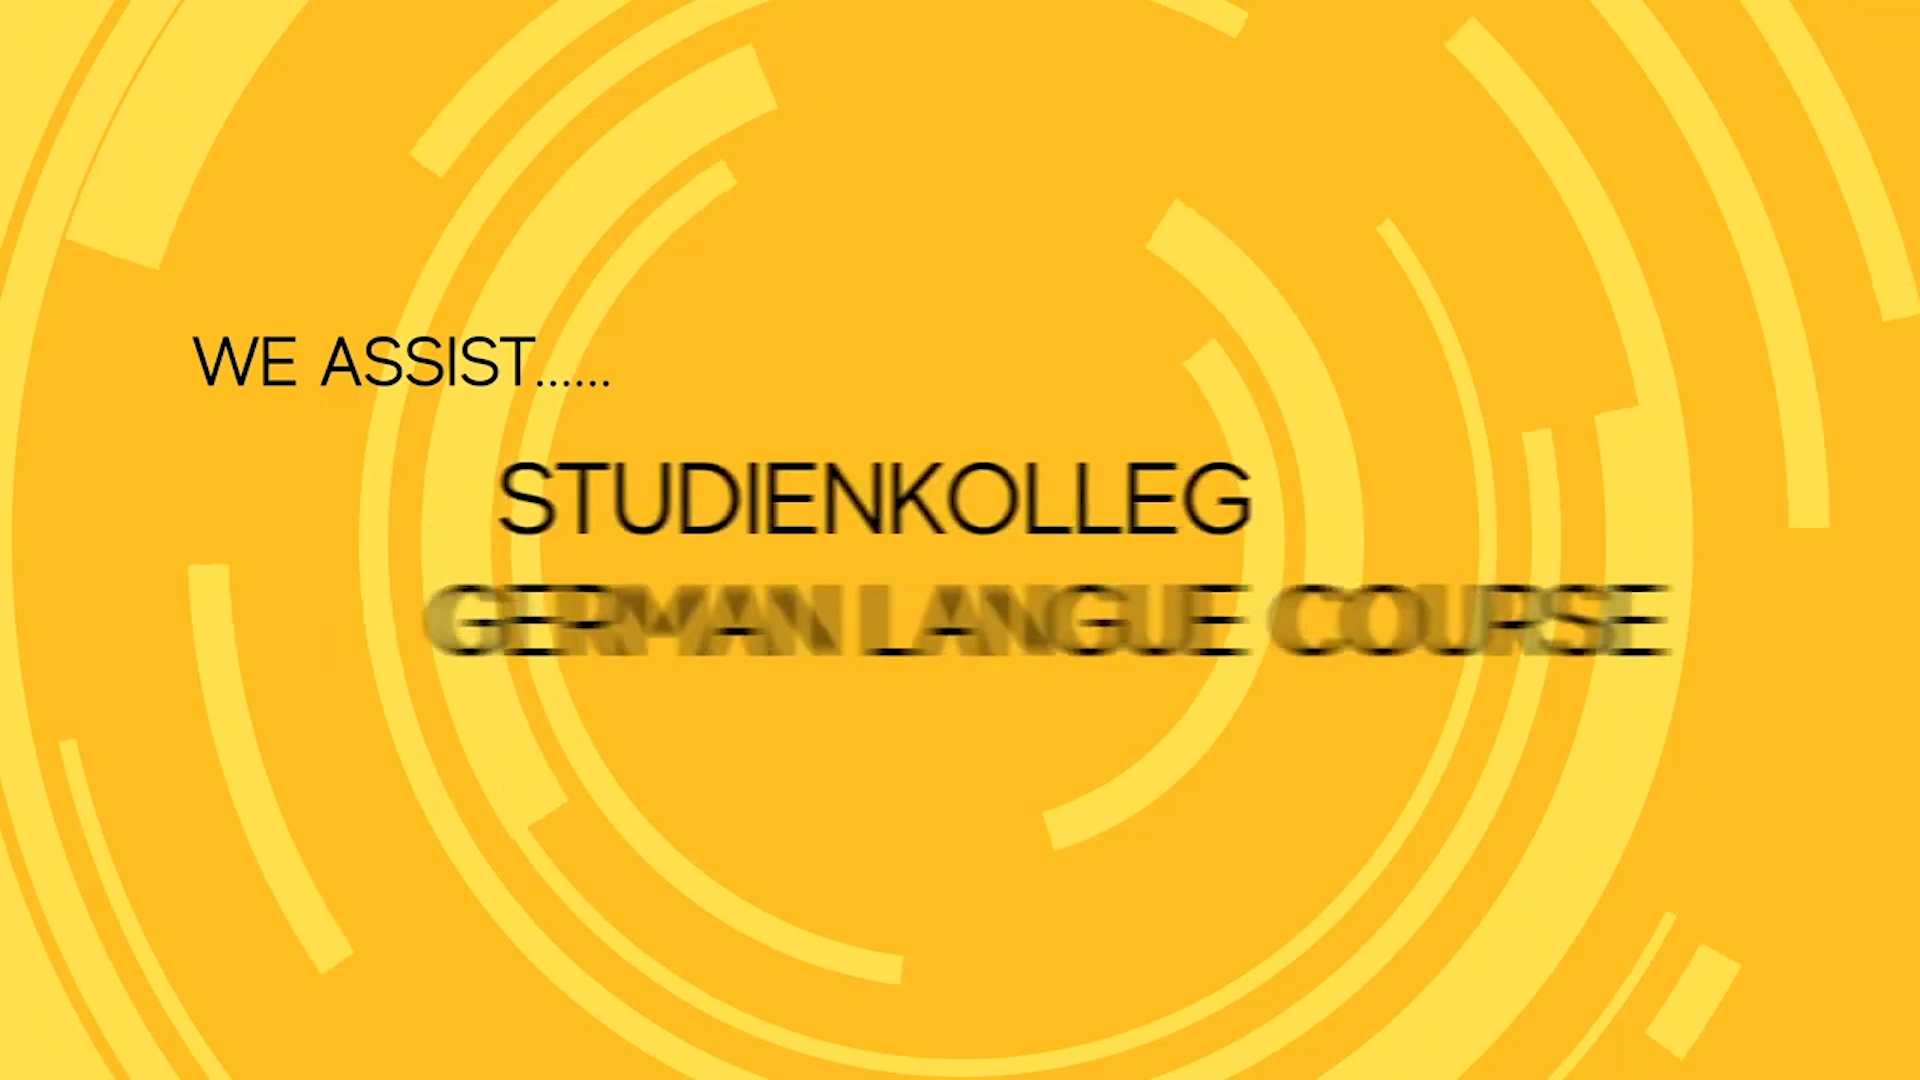 WE ASSIST......
STUDIENKOLLEG
GERMAN LANGUE COURSE